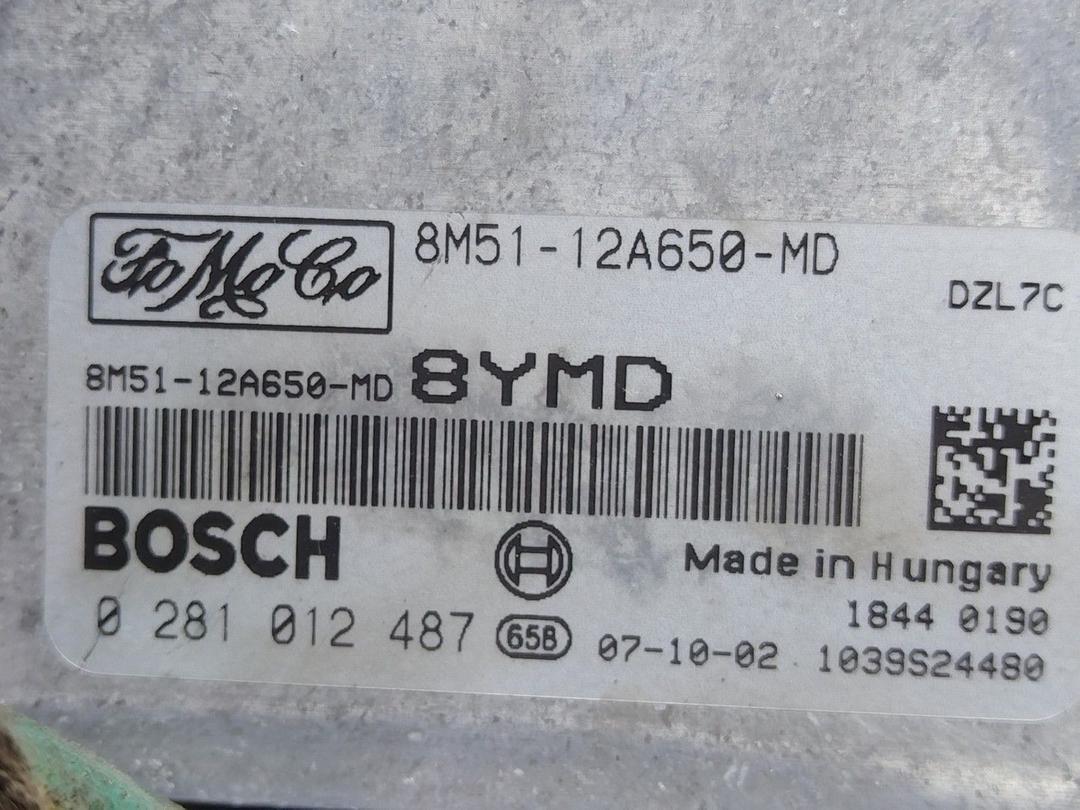 FoMoCo
8M51-12A650-MD
DZL7C
8M51-12A650-MD 8YMD
BOSCH
Made in Hungary
1844 0190
0 281 012 487 65B 07-10-02 1039S24480